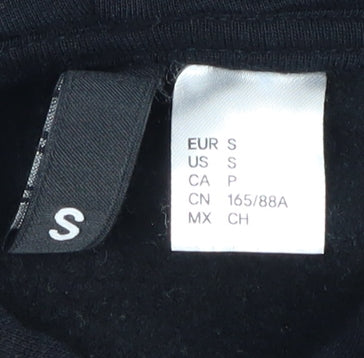 S
EUR S
US S
CA P
CN 165/88A
MX CH